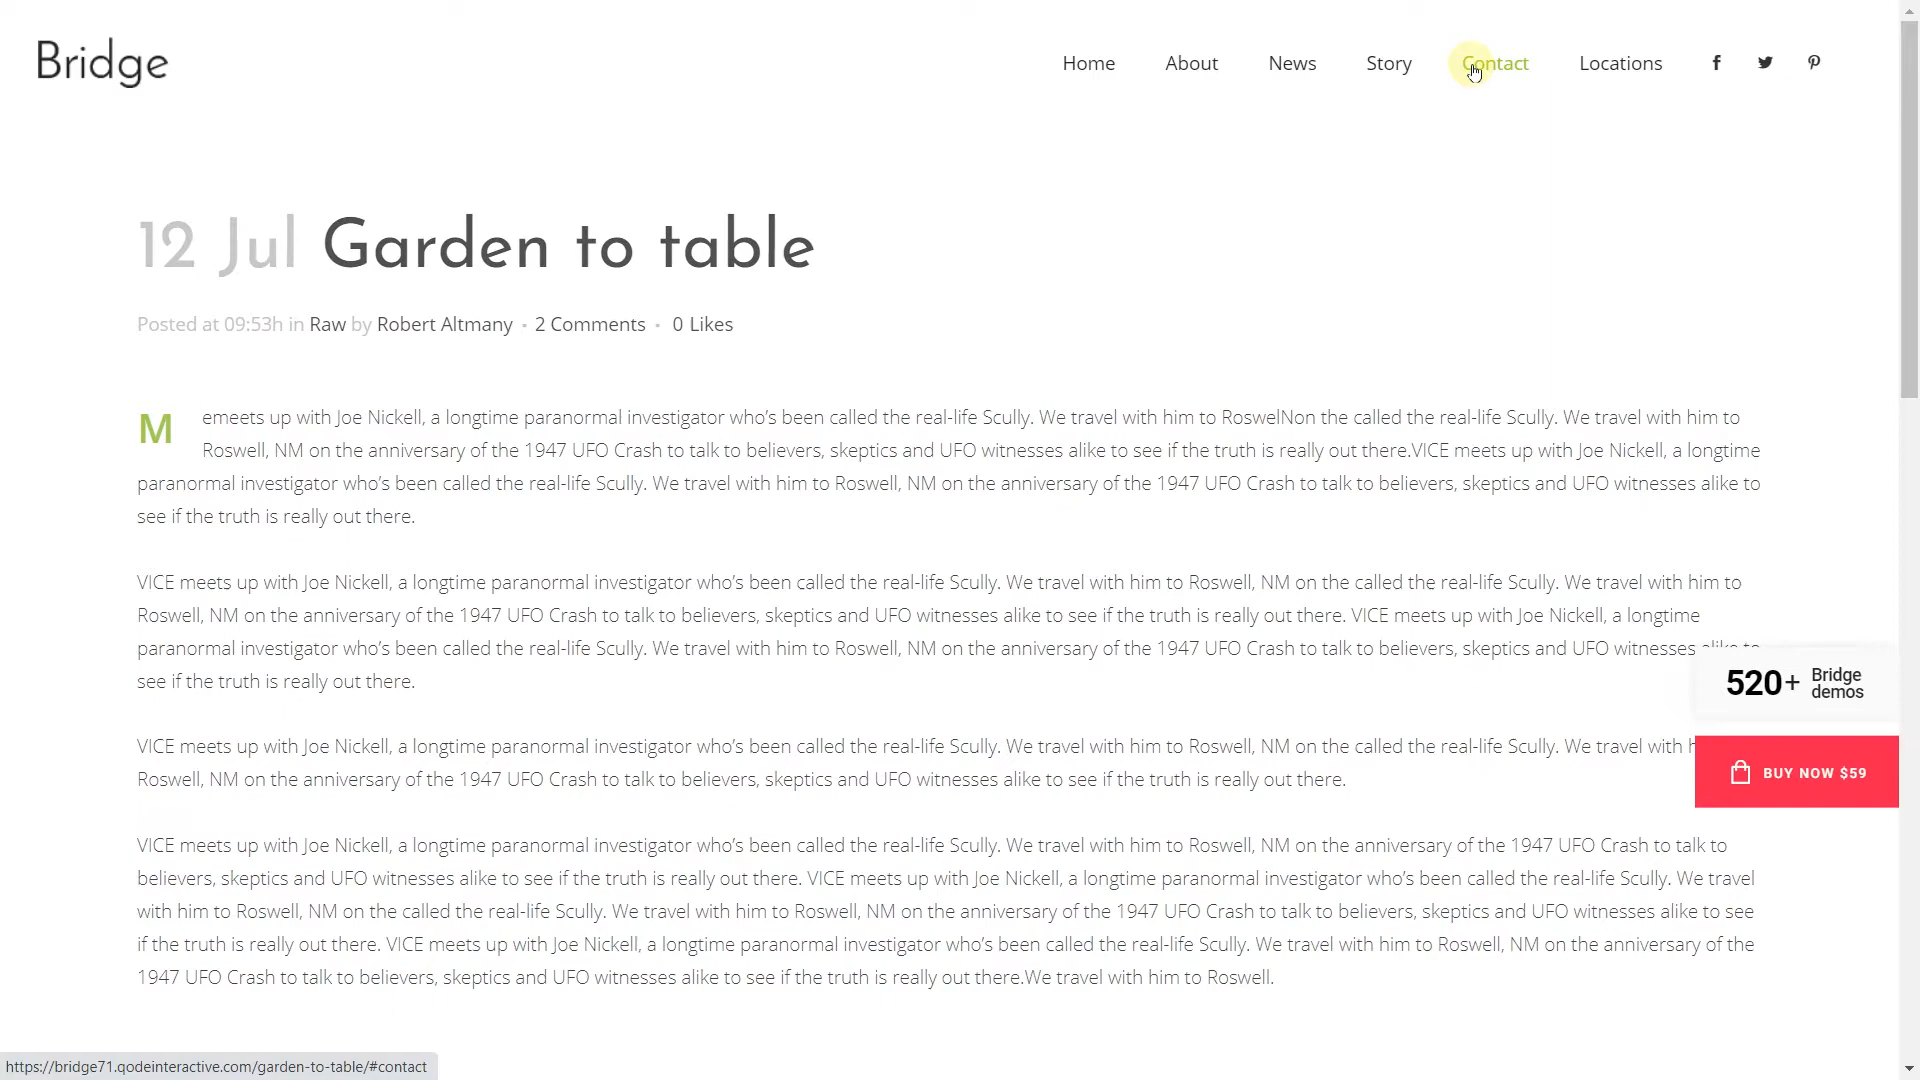 Bridge
Home About News Story Contact Locations
12 Jul Garden to table
Posted at 09:53h in Raw by Robert Altmany • 2 Comments • 0 Likes
M
emeets up with Joe Nickell, a longtime paranormal investigator who’s been called the real-life Scully. We travel with him to RoswelNon the called the real-life Scully. We travel with him to
Roswell, NM on the anniversary of the 1947 UFO Crash to talk to believers, skeptics and UFO witnesses alike to see if the truth is really out there.VICE meets up with Joe Nickell, a longtime
paranormal investigator who’s been called the real-life Scully. We travel with him to Roswell, NM on the anniversary of the 1947 UFO Crash to talk to believers, skeptics and UFO witnesses alike to
see if the truth is really out there.
VICE meets up with Joe Nickell, a longtime paranormal investigator who’s been called the real-life Scully. We travel with him to Roswell, NM on the called the real-life Scully. We travel with him to
Roswell, NM on the anniversary of the 1947 UFO Crash to talk to believers, skeptics and UFO witnesses alike to see if the truth is really out there. VICE meets up with Joe Nickell, a longtime
paranormal investigator who’s been called the real-life Scully. We travel with him to Roswell, NM on the anniversary of the 1947 UFO Crash to talk to believers, skeptics and UFO witnesses alike to
see if the truth is really out there.
520+ Bridge demos
VICE meets up with Joe Nickell, a longtime paranormal investigator who’s been called the real-life Scully. We travel with him to Roswell, NM on the called the real-life Scully. We travel with
Roswell, NM on the anniversary of the 1947 UFO Crash to talk to believers, skeptics and UFO witnesses alike to see if the truth is really out there.
BUY NOW $59
VICE meets up with Joe Nickell, a longtime paranormal investigator who’s been called the real-life Scully. We travel with him to Roswell, NM on the anniversary of the 1947 UFO Crash to talk to
believers, skeptics and UFO witnesses alike to see if the truth is really out there. VICE meets up with Joe Nickell, a longtime paranormal investigator who’s been called the real-life Scully. We travel
with him to Roswell, NM on the called the real-life Scully. We travel with him to Roswell, NM on the anniversary of the 1947 UFO Crash to talk to believers, skeptics and UFO witnesses alike to see
if the truth is really out there. VICE meets up with Joe Nickell, a longtime paranormal investigator who’s been called the real-life Scully. We travel with him to Roswell, NM on the anniversary of the
1947 UFO Crash to talk to believers, skeptics and UFO witnesses alike to see if the truth is really out there.We travel with him to Roswell.
https://bridge71.qodeinteractive.com/garden-to-table/#contact